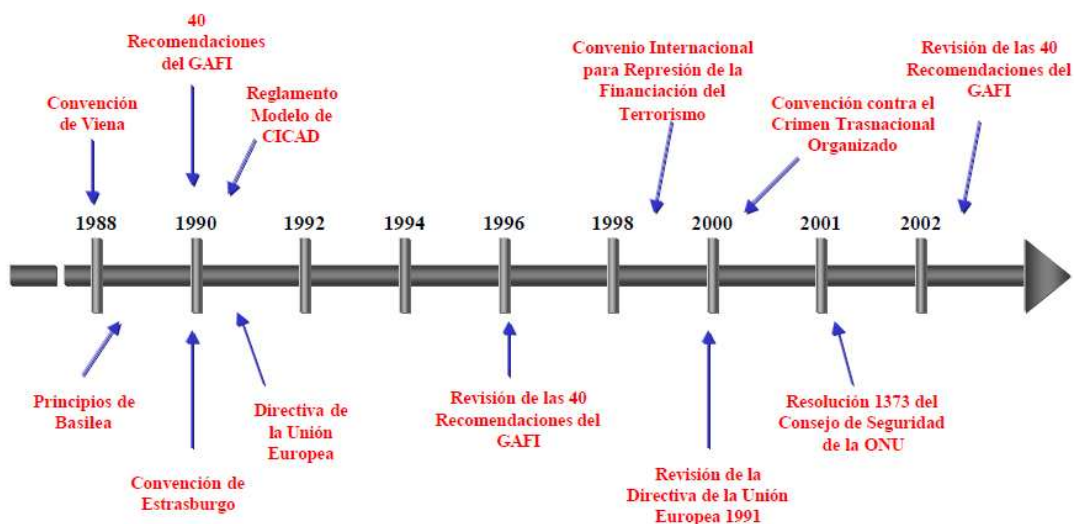 40
Recomendaciones
del GAFI
Convención
de Viena
Reglamento
Modelo de
CICAD
Convenio Internacional
para Represión de la
Financiación del
Terrorismo
Convención contra el
Crimen Trasnacional
Organizado
Revisión de las 40
Recomendaciones del
GAFI
1988
1990
1992
1994
1996
1998
2000
2001
2002
Principios de
Basilea
Convención de
Estrasburgo
Directiva de
la Unión
Europea
Revisión de las 40
Recomendaciones del
GAFI
Revisión de la
Directiva de la Unión
Europea 1991
Resolución 1373 del
Consejo de Seguridad
de la ONU